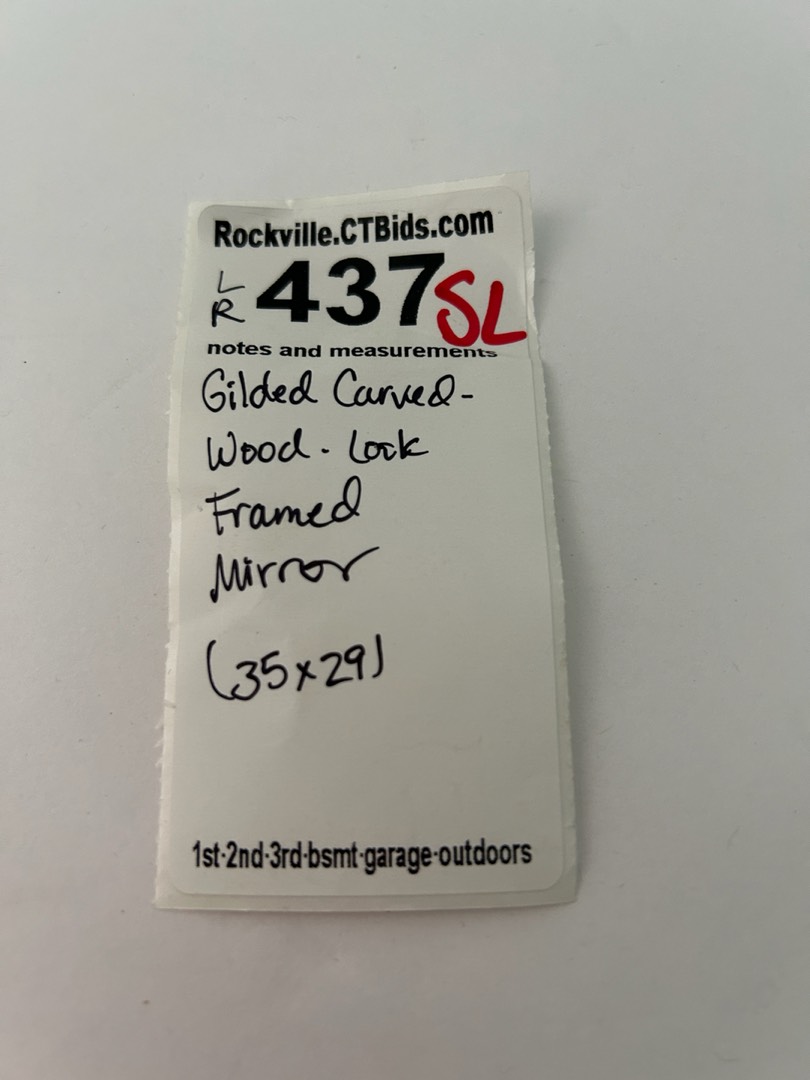 Rockville.CTBids.com
L
R 437 SL
notes and measurements
Gilded Carved-
Wood-Look
Framed
Mirror
(35x29)
1st-2nd-3rd-bsmt-garage-outdoors